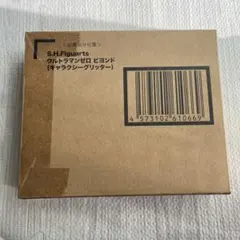 S.H.Figuarts
ウルトラマンゼロ ビヨンド
(ギャラクシーグリッター)
4 573102 610669